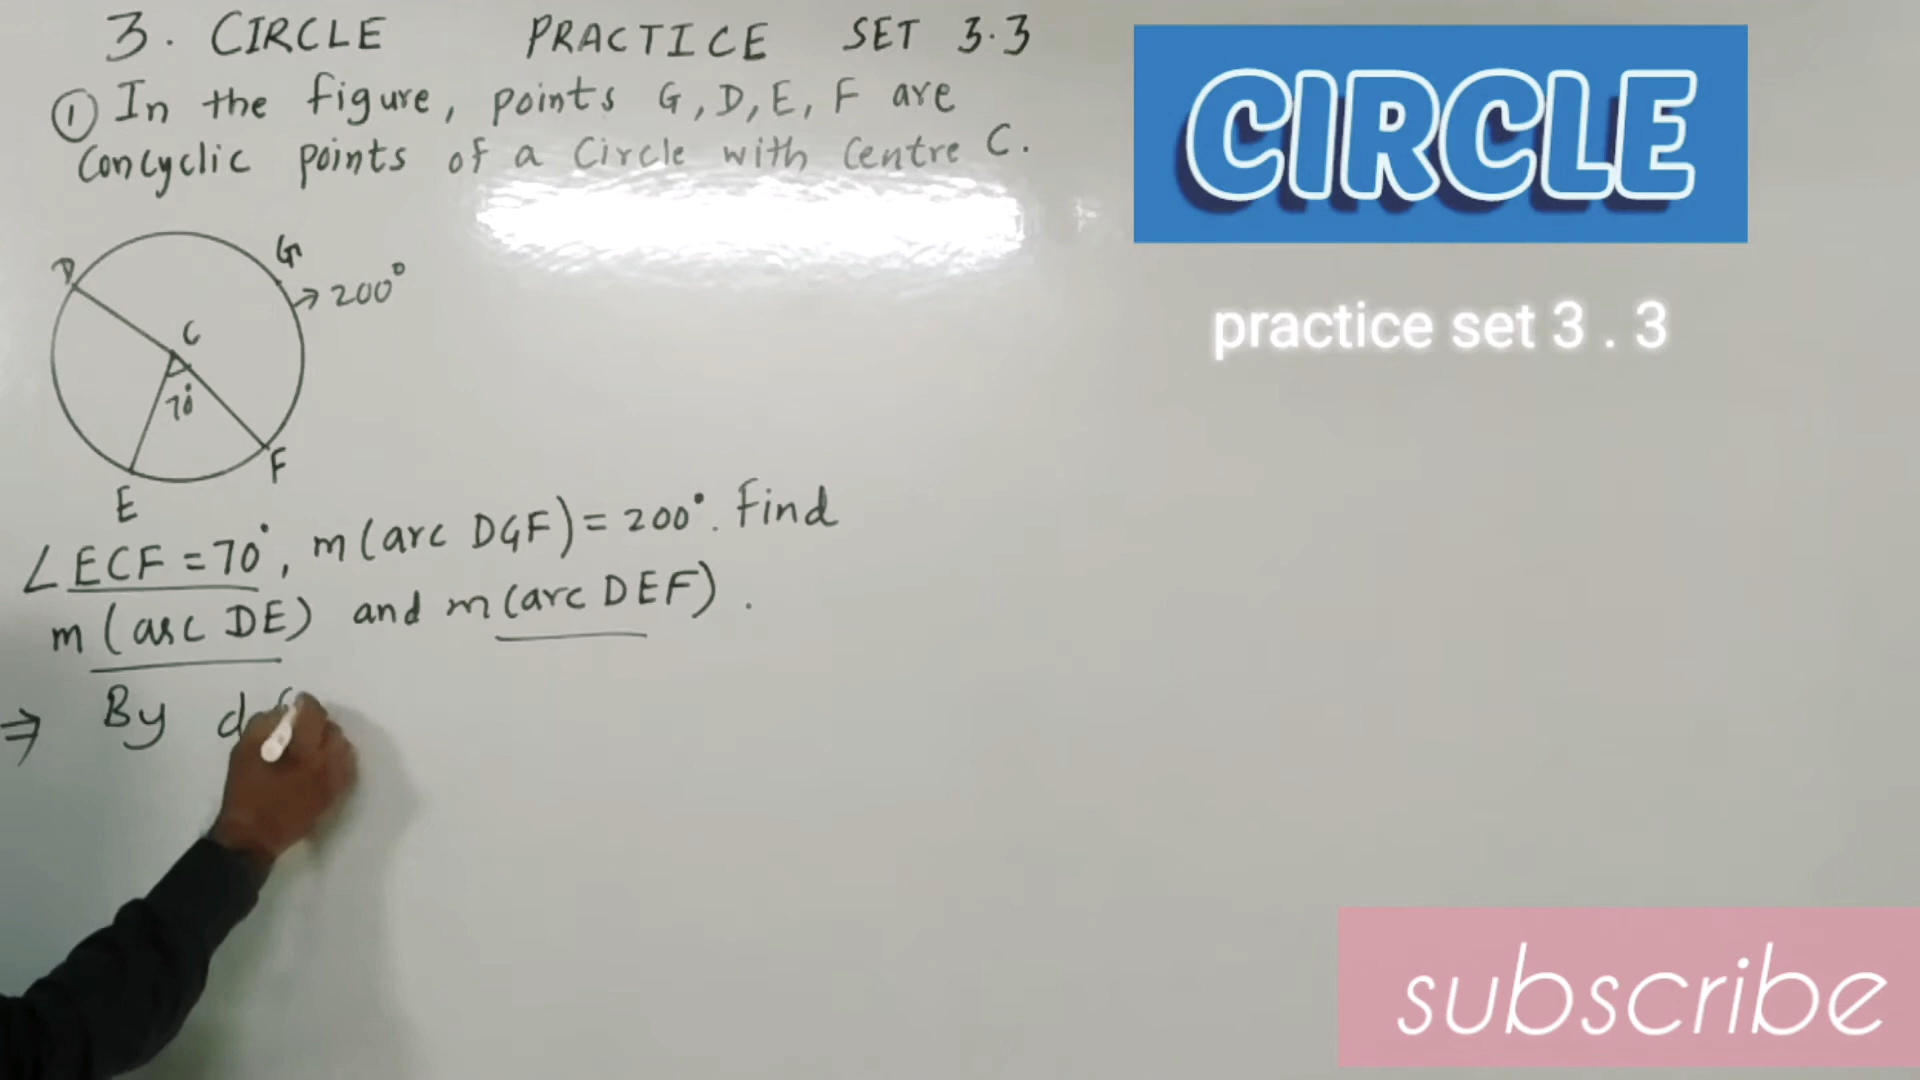 3. CIRCLE PRACTICE SET 3.3
① In the figure, points G, D, E, F are
Concyclic points of a Circle with Centre C.
D
G
→ 200°
C
70°
F
E
∠ECF = 70°, m(arc DGF) = 200°. Find
m(arc DE) and m(arc DEF).
⇒ By
CIRCLE
practice set 3 . 3
subscribe